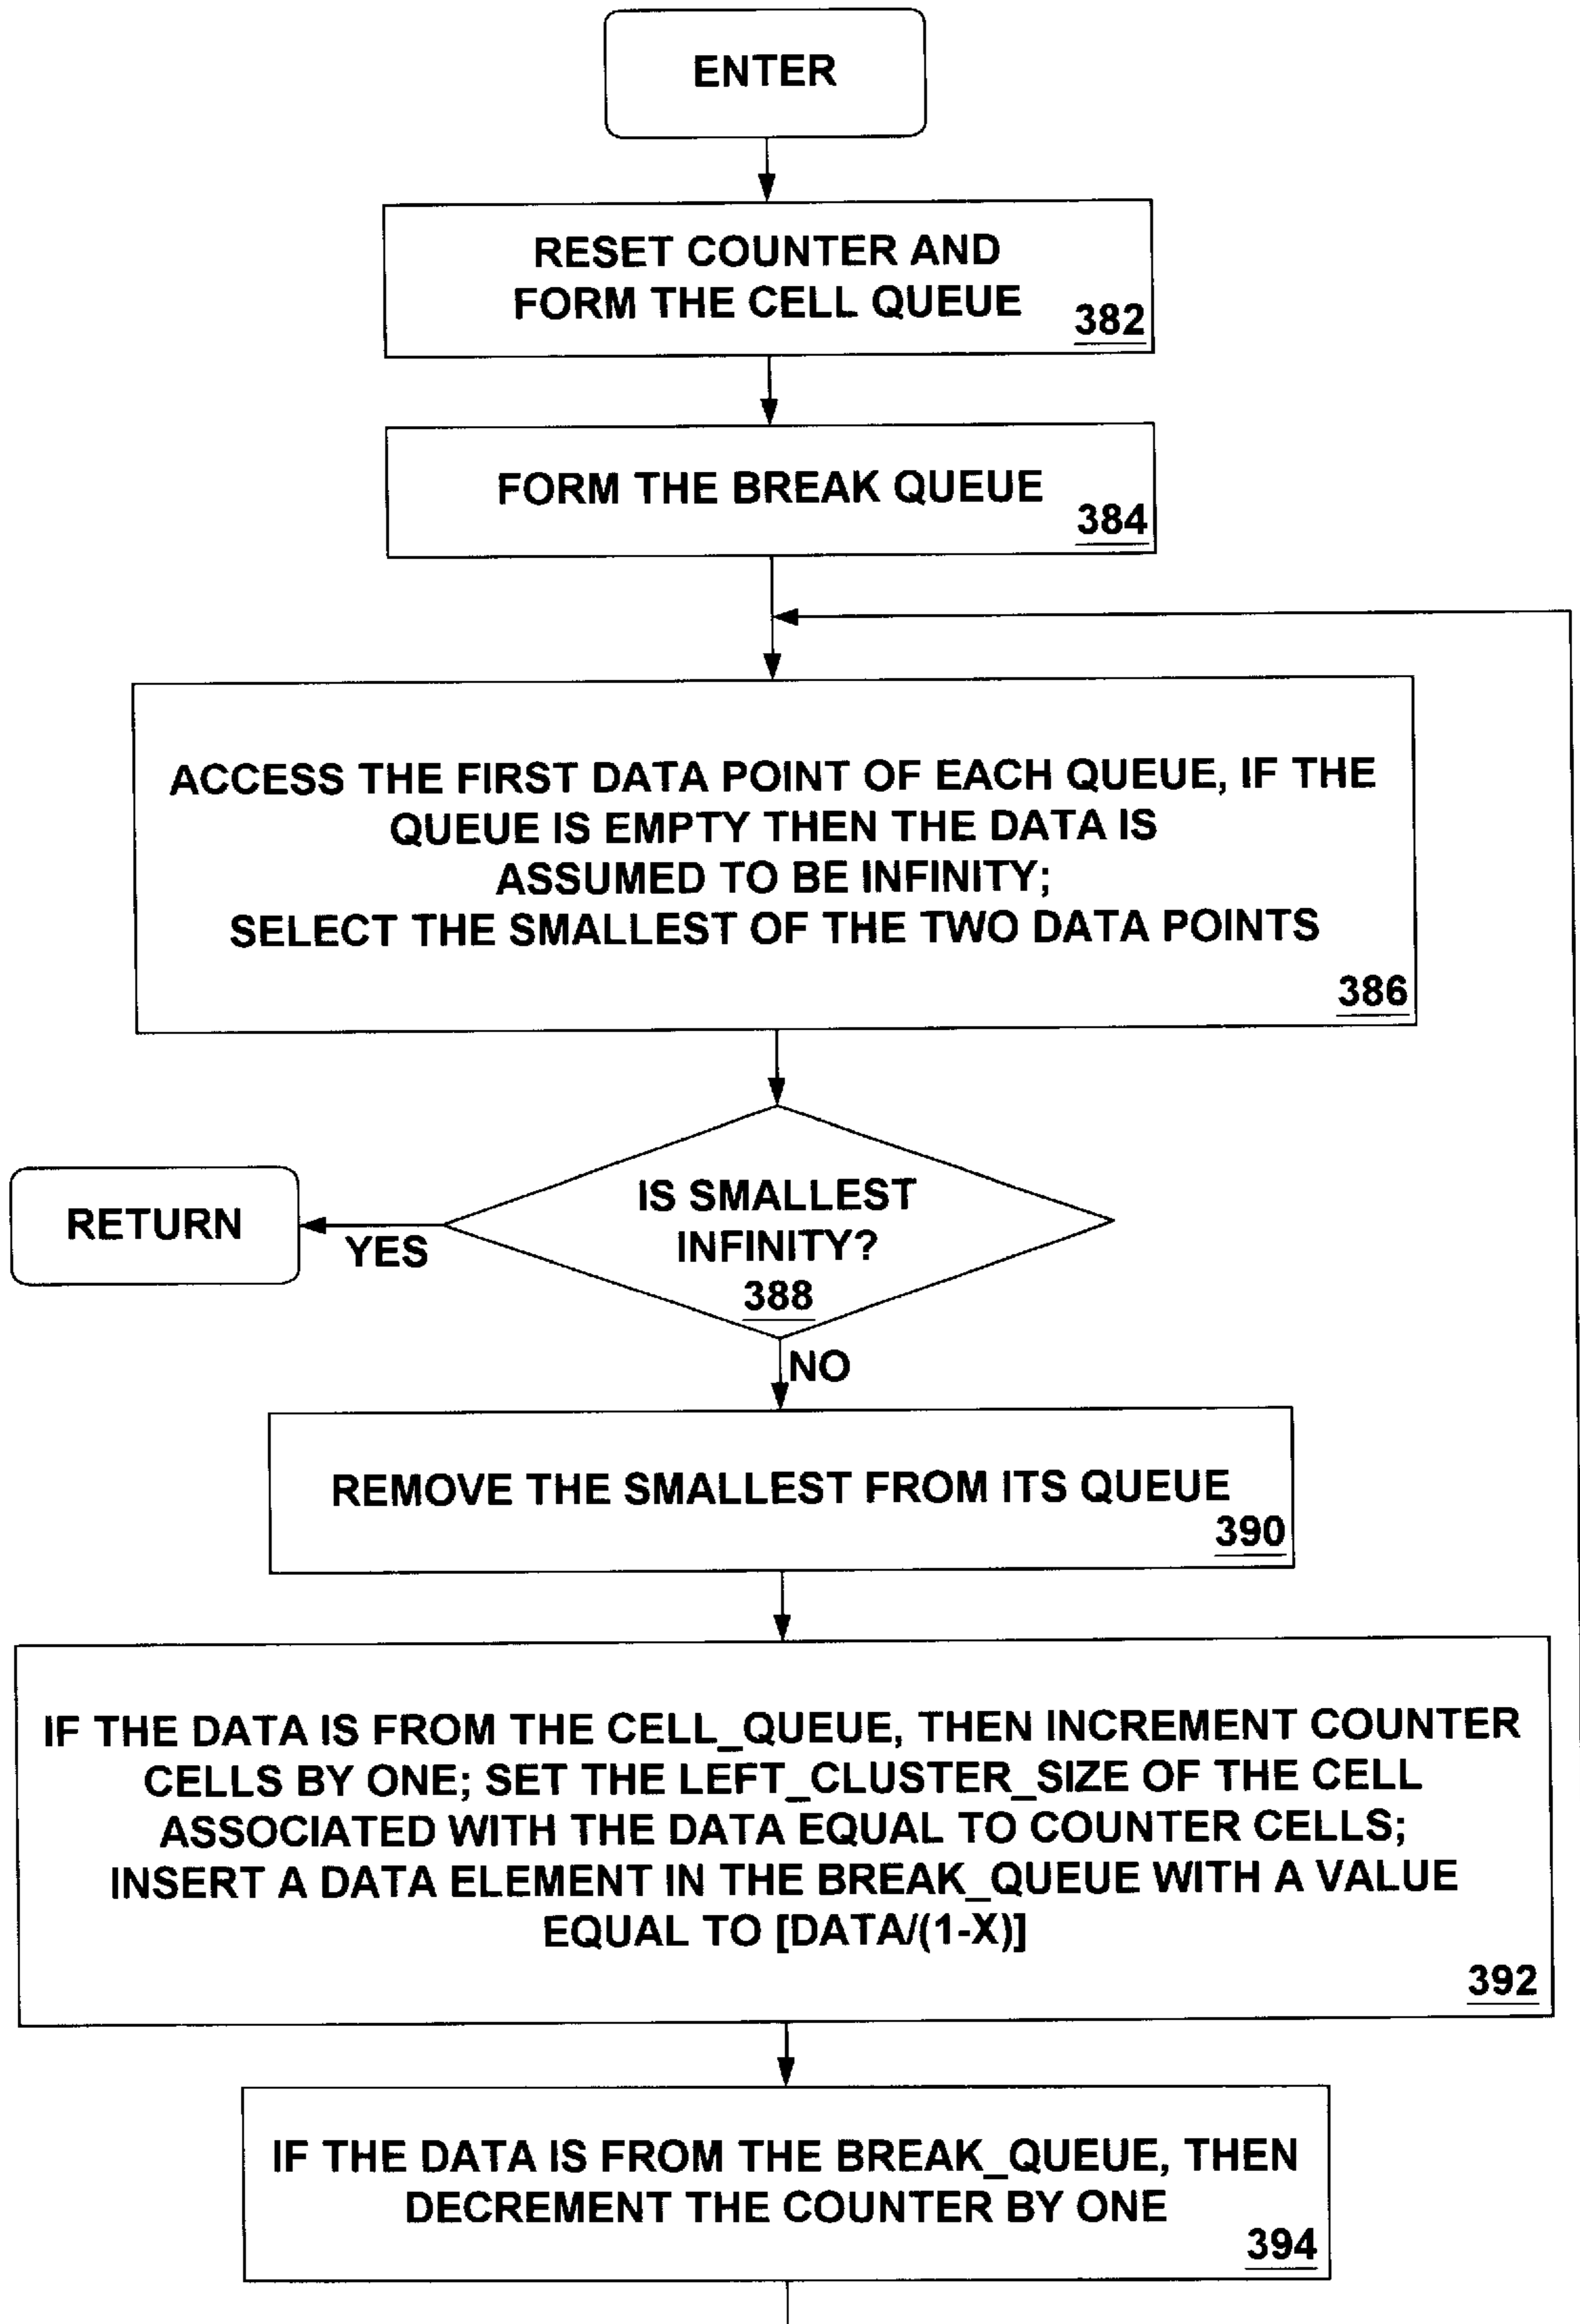 ENTER
RESET COUNTER AND
FORM THE CELL QUEUE
382
FORM THE BREAK QUEUE
384
ACCESS THE FIRST DATA POINT OF EACH QUEUE, IF THE
QUEUE IS EMPTY THEN THE DATA IS
ASSUMED TO BE INFINITY;
SELECT THE SMALLEST OF THE TWO DATA POINTS
386
IS SMALLEST
INFINITY?
388
RETURN
YES
NO
REMOVE THE SMALLEST FROM ITS QUEUE
390
IF THE DATA IS FROM THE CELL_QUEUE, THEN INCREMENT COUNTER
CELLS BY ONE; SET THE LEFT_CLUSTER_SIZE OF THE CELL
ASSOCIATED WITH THE DATA EQUAL TO COUNTER CELLS;
INSERT A DATA ELEMENT IN THE BREAK_QUEUE WITH A VALUE
EQUAL TO [DATA/(1-X)]
392
IF THE DATA IS FROM THE BREAK_QUEUE, THEN
DECREMENT THE COUNTER BY ONE
394